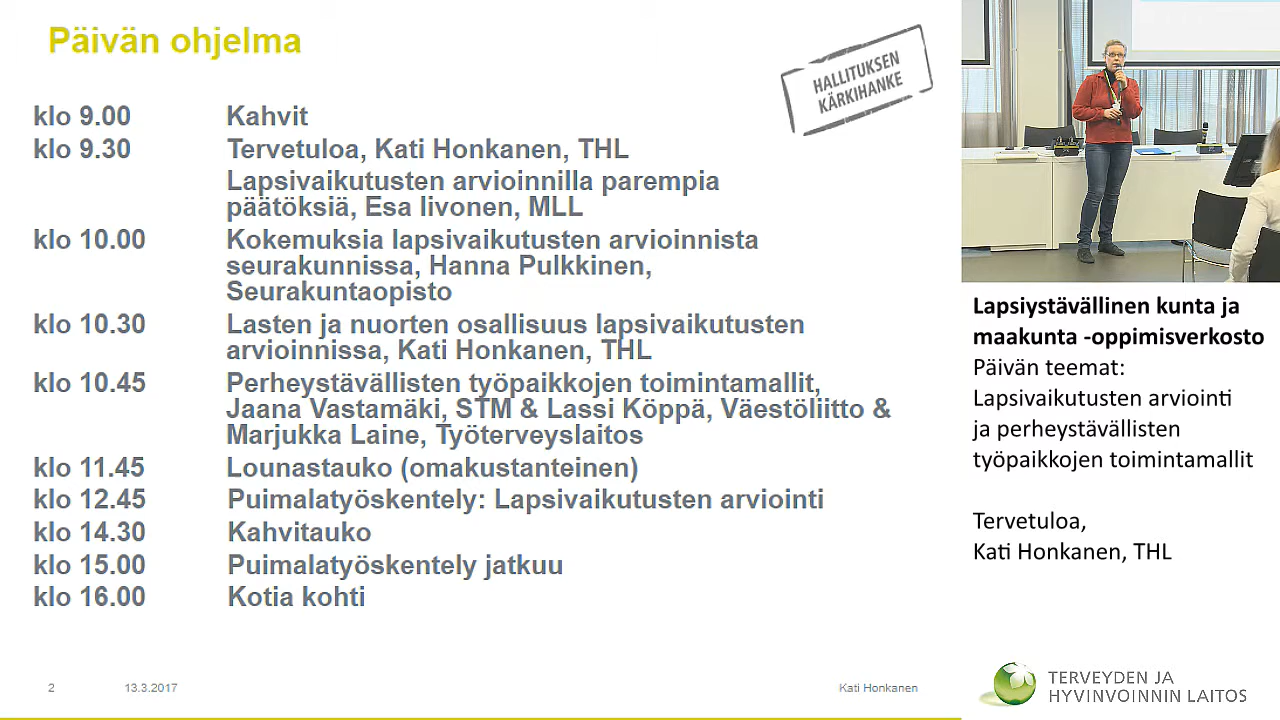 Päivän ohjelma
HALLITUKSEN
KÄRKIHANKE
klo 9.00 Kahvit
klo 9.30 Tervetuloa, Kati Honkanen, THL
Lapsivaikutusten arvioinnilla parempia
päätöksiä, Esa Iivonen, MLL
klo 10.00 Kokemuksia lapsivaikutusten arvioinnista
seurakunnissa, Hanna Pulkkinen,
Seurakuntaopisto
klo 10.30 Lasten ja nuorten osallisuus lapsivaikutusten
arvioinnissa, Kati Honkanen, THL
klo 10.45 Perheystävällisten työpaikkojen toimintamallit,
Jaana Vastamäki, STM & Lassi Köppä, Väestöliitto &
Marjukka Laine, Työterveyslaitos
klo 11.45 Lounastauko (omakustanteinen)
klo 12.45 Puimalatyöskentely: Lapsivaikutusten arviointi
klo 14.30 Kahvitauko
klo 15.00 Puimalatyöskentely jatkuu
klo 16.00 Kotia kohti
2 13.3.2017 Kati Honkanen
Lapsiystävällinen kunta ja
maakunta -oppimisverkosto
Päivän teemat:
Lapsivaikutusten arviointi
ja perheystävällisten
työpaikkojen toimintamallit
Tervetuloa,
Kati Honkanen, THL
TERVEYDEN JA
HYVINVOINNIN LAITOS